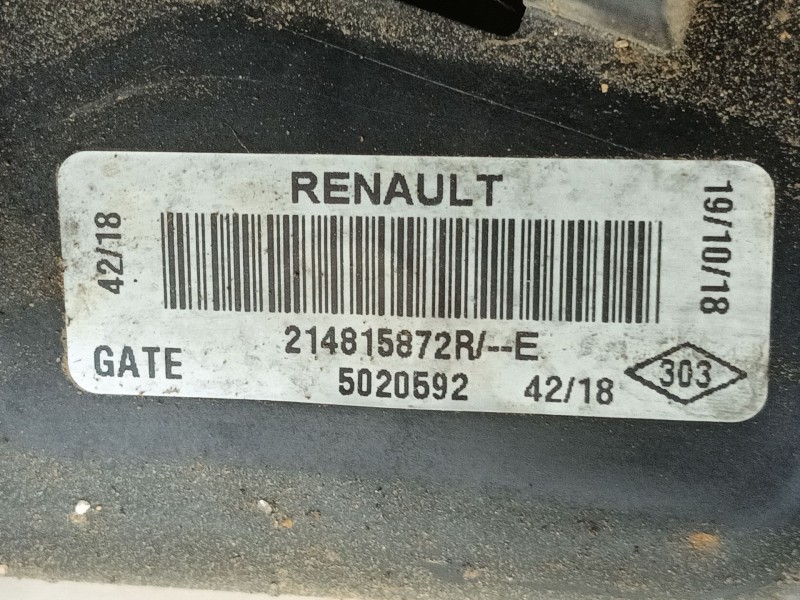 RENAULT
42/18
19/10/18
214815872R/--E
GATE
5020592
42/18
303